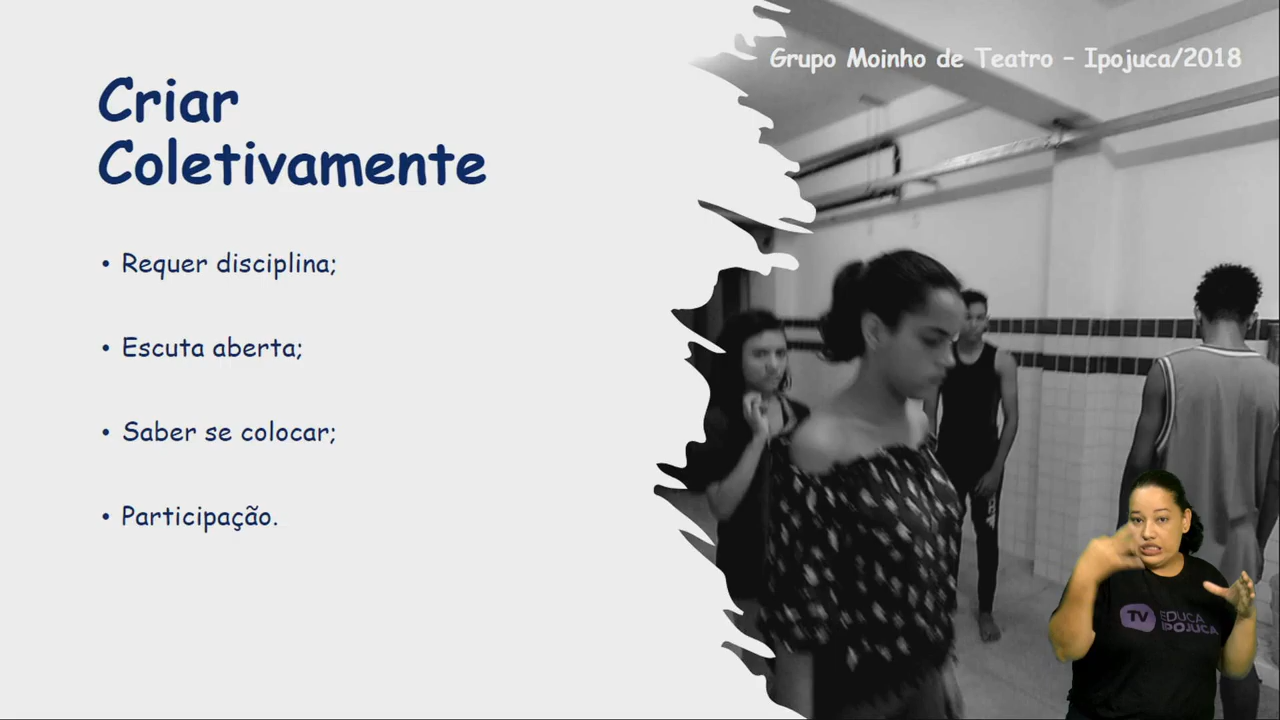 Grupo Moinho de Teatro – Ipojuca/2018
Criar
Coletivamente
• Requer disciplina;
• Escuta aberta;
• Saber se colocar;
• Participação.
TV EDUCA
IPOJUCA